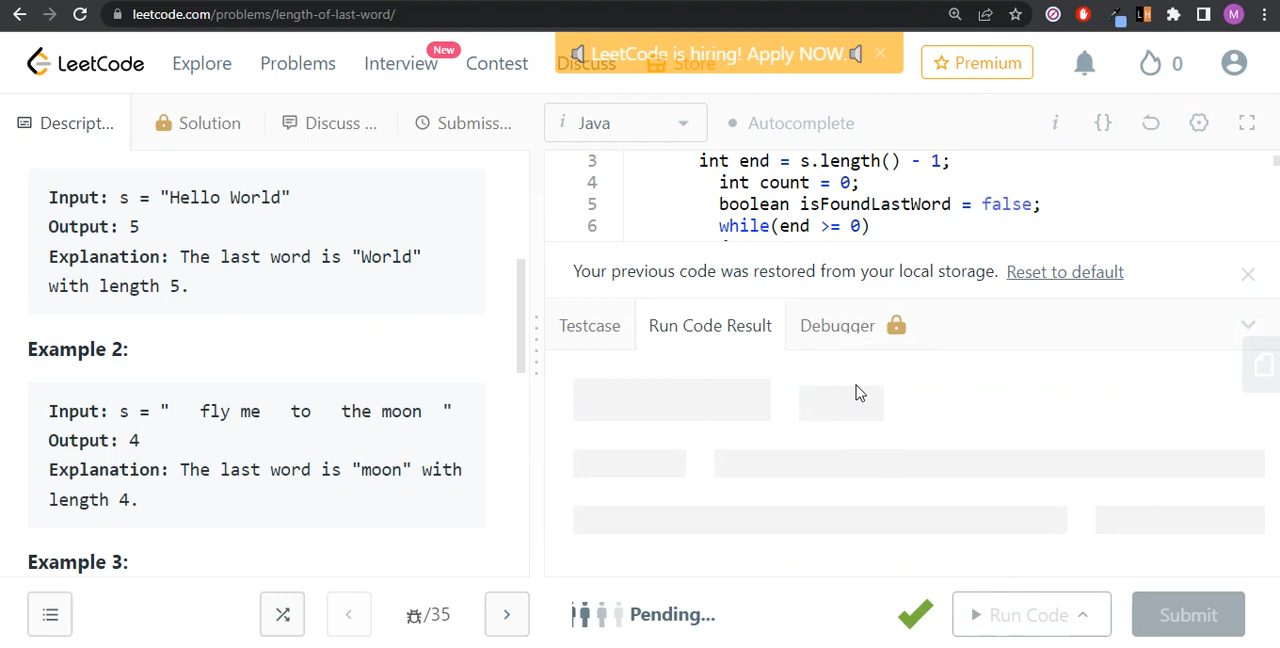 leetcode.com/problems/length-of-last-word/
M
LeetCode
Explore
Problems
Interview
New
Contest
Discuss
Store
LeetCode is hiring! Apply NOW.
Premium
0
Descript...
Solution
Discuss ...
Submiss...
i Java
Autocomplete
i {}
Input: s = "Hello World"
Output: 5
Explanation: The last word is "World"
with length 5.
Example 2:
Input: s = "   fly me   to   the moon  "
Output: 4
Explanation: The last word is "moon" with
length 4.
Example 3:
3 int end = s.length() - 1;
4 int count = 0;
5 boolean isFoundLastWord = false;
6 while(end >= 0)
Your previous code was restored from your local storage. Reset to default
Testcase
Run Code Result
Debugger
/35
Pending...
Run Code
Submit